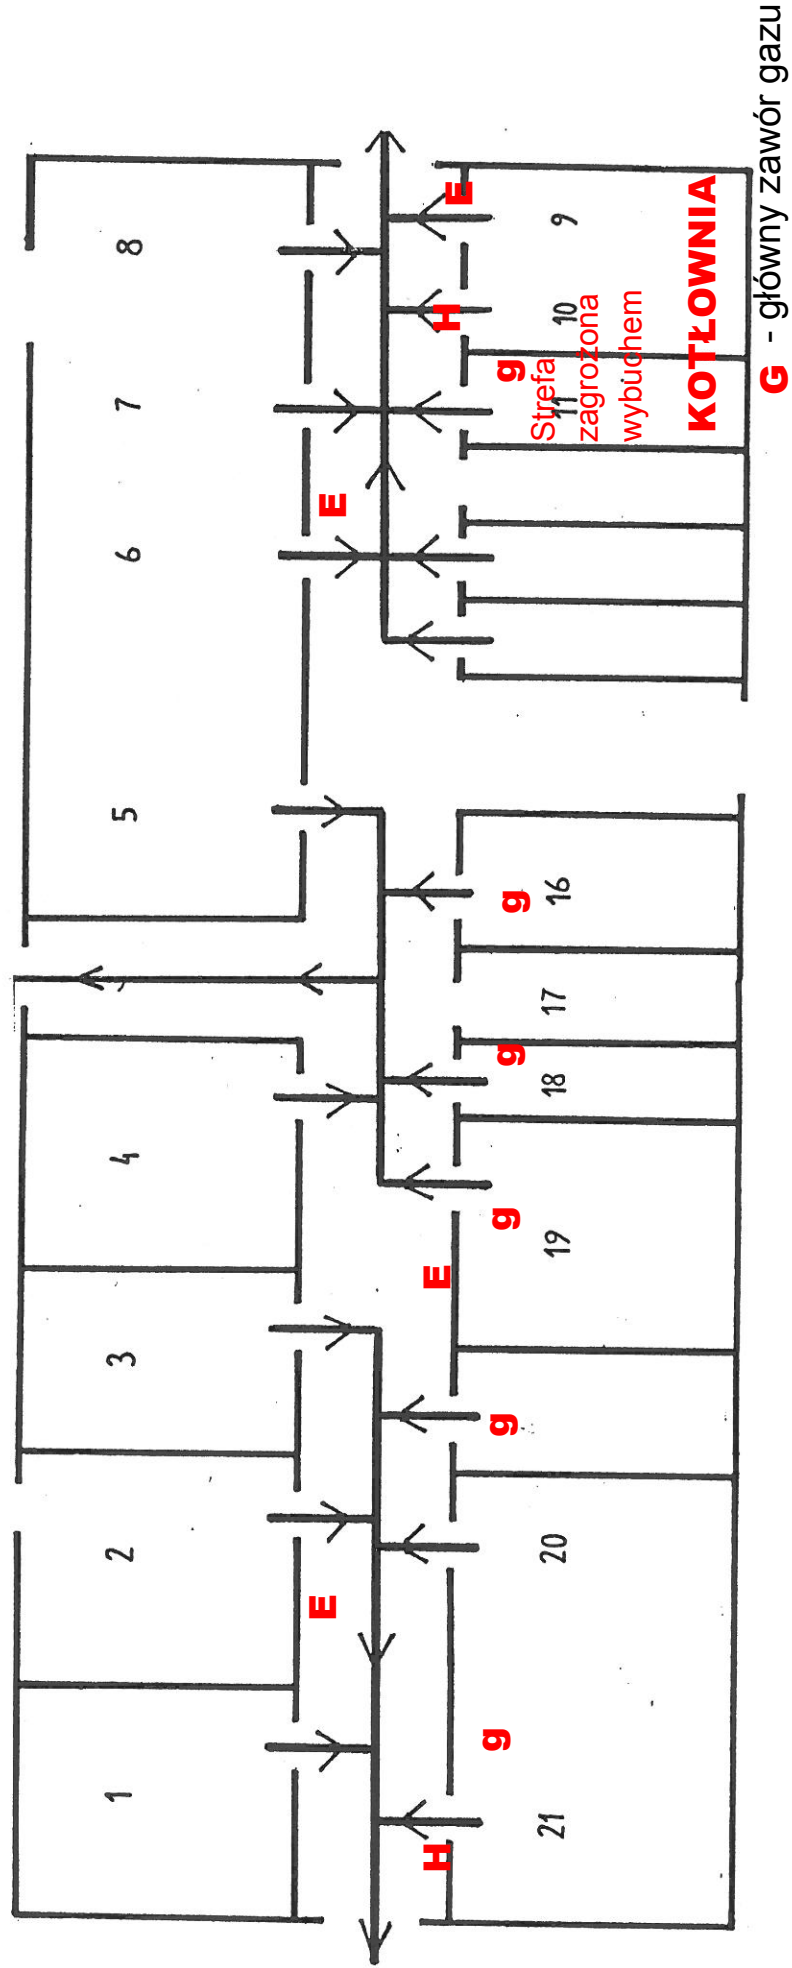 1 2 3 4 5 6 7 8
E E
H E H E
g g g g g g
Strefa
21 20 19 18 17 16 11 10 9
zagrożona
wybuchem
KOTŁOWNIA
G - główny zawór gazu